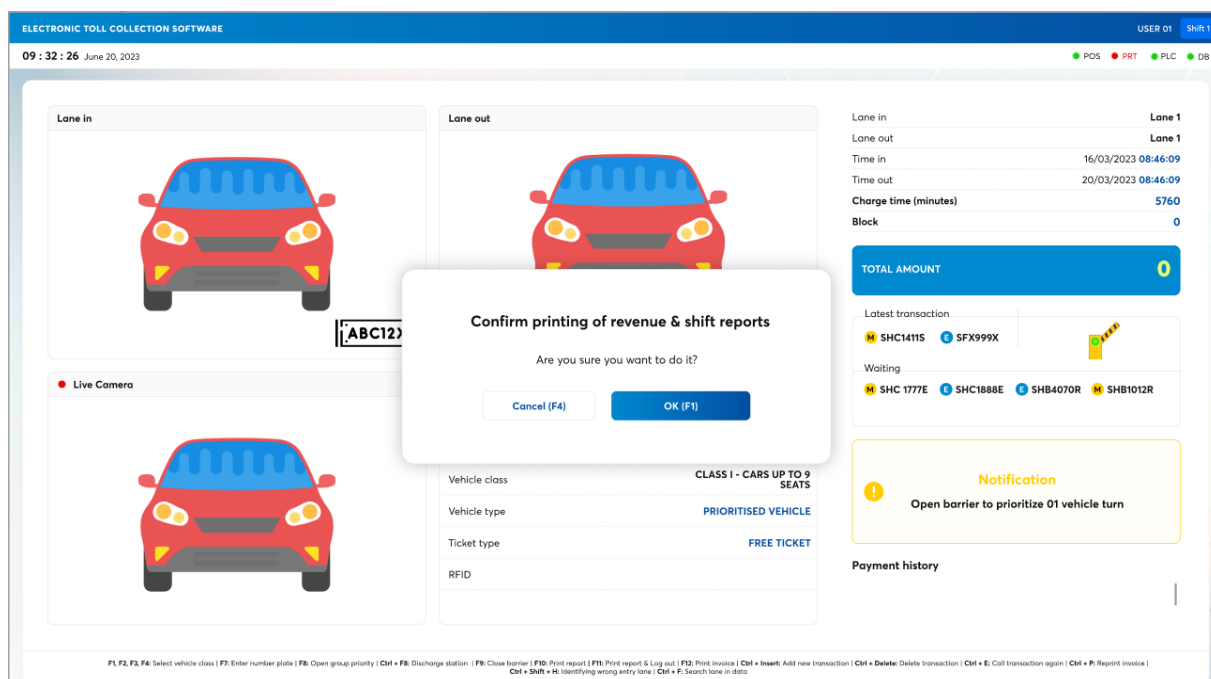 ELECTRONIC TOLL COLLECTION SOFTWARE
USER 01
Shift 1
09 : 32 : 26 June 20, 2023
POS
PRT
PLC
DB
Lane in
Lane out
ABC12
Live Camera
Confirm printing of revenue & shift reports
Are you sure you want to do it?
Cancel (F4)
OK (F1)
Vehicle class
CLASS I - CARS UP TO 9
SEATS
Vehicle type
PRIORITISED VEHICLE
Ticket type
FREE TICKET
RFID
Lane in Lane 1
Lane out Lane 1
Time in 16/03/2023 08:46:09
Time out 20/03/2023 08:46:09
Charge time (minutes) 5760
Block 0
TOTAL AMOUNT 0
Latest transaction
M SHC1411S E SFX999X
Waiting
M SHC 1777E E SHC1888E E SHB4070R M SHB1012R
Notification
Open barrier to prioritize 01 vehicle turn
Payment history
F1, F2, F3, F4: Select vehicle class | F7: Enter number plate | F8: Open group priority | Ctrl + F8: Discharge station | F9: Close barrier | F10: Print report | F11: Print report & Log out | F12: Print invoice | Ctrl + Insert: Add new transaction | Ctrl + Delete: Delete transaction | Ctrl + E: Call transaction again | Ctrl + P: Reprint invoice |
Ctrl + Shift + H: Identifying wrong entry lane | Ctrl + F: Search lane in data